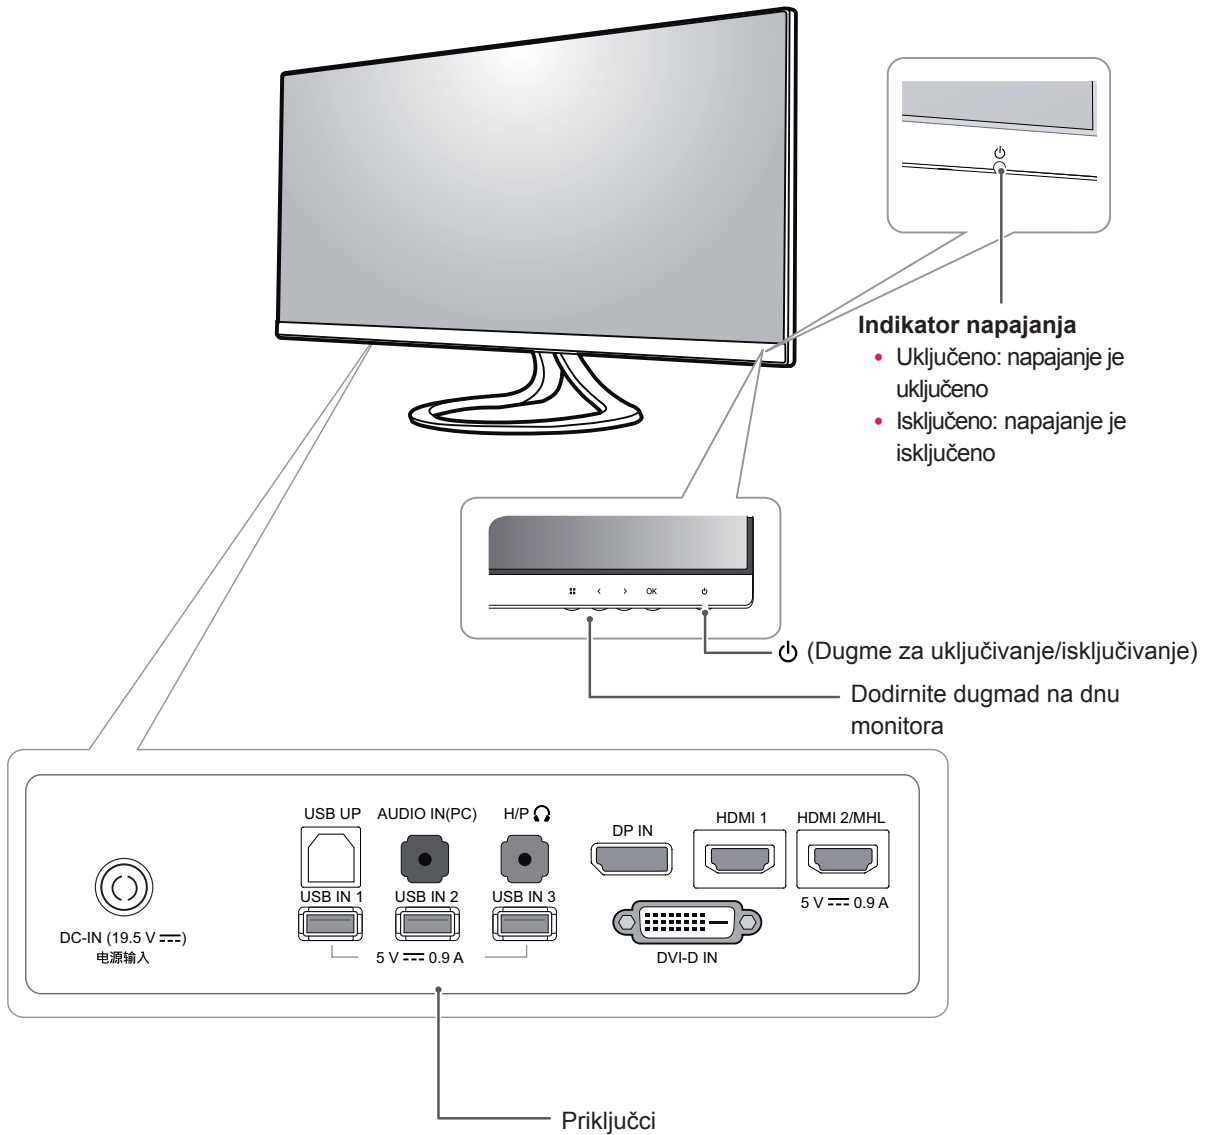 Indikator napajanja
• Uključeno: napajanje je
uključeno
• Isključeno: napajanje je
isključeno
OK
(Dugme za uključivanje/isključivanje)
Dodirnite dugmad na dnu
monitora
USB UP
AUDIO IN(PC)
H/P
DP IN
HDMI 1
HDMI 2/MHL
USB IN 1
USB IN 2
USB IN 3
5 V ⎓ 0.9 A
DC-IN (19.5 V ⎓)
电源输入
5 V ⎓ 0.9 A
DVI-D IN
Priključci